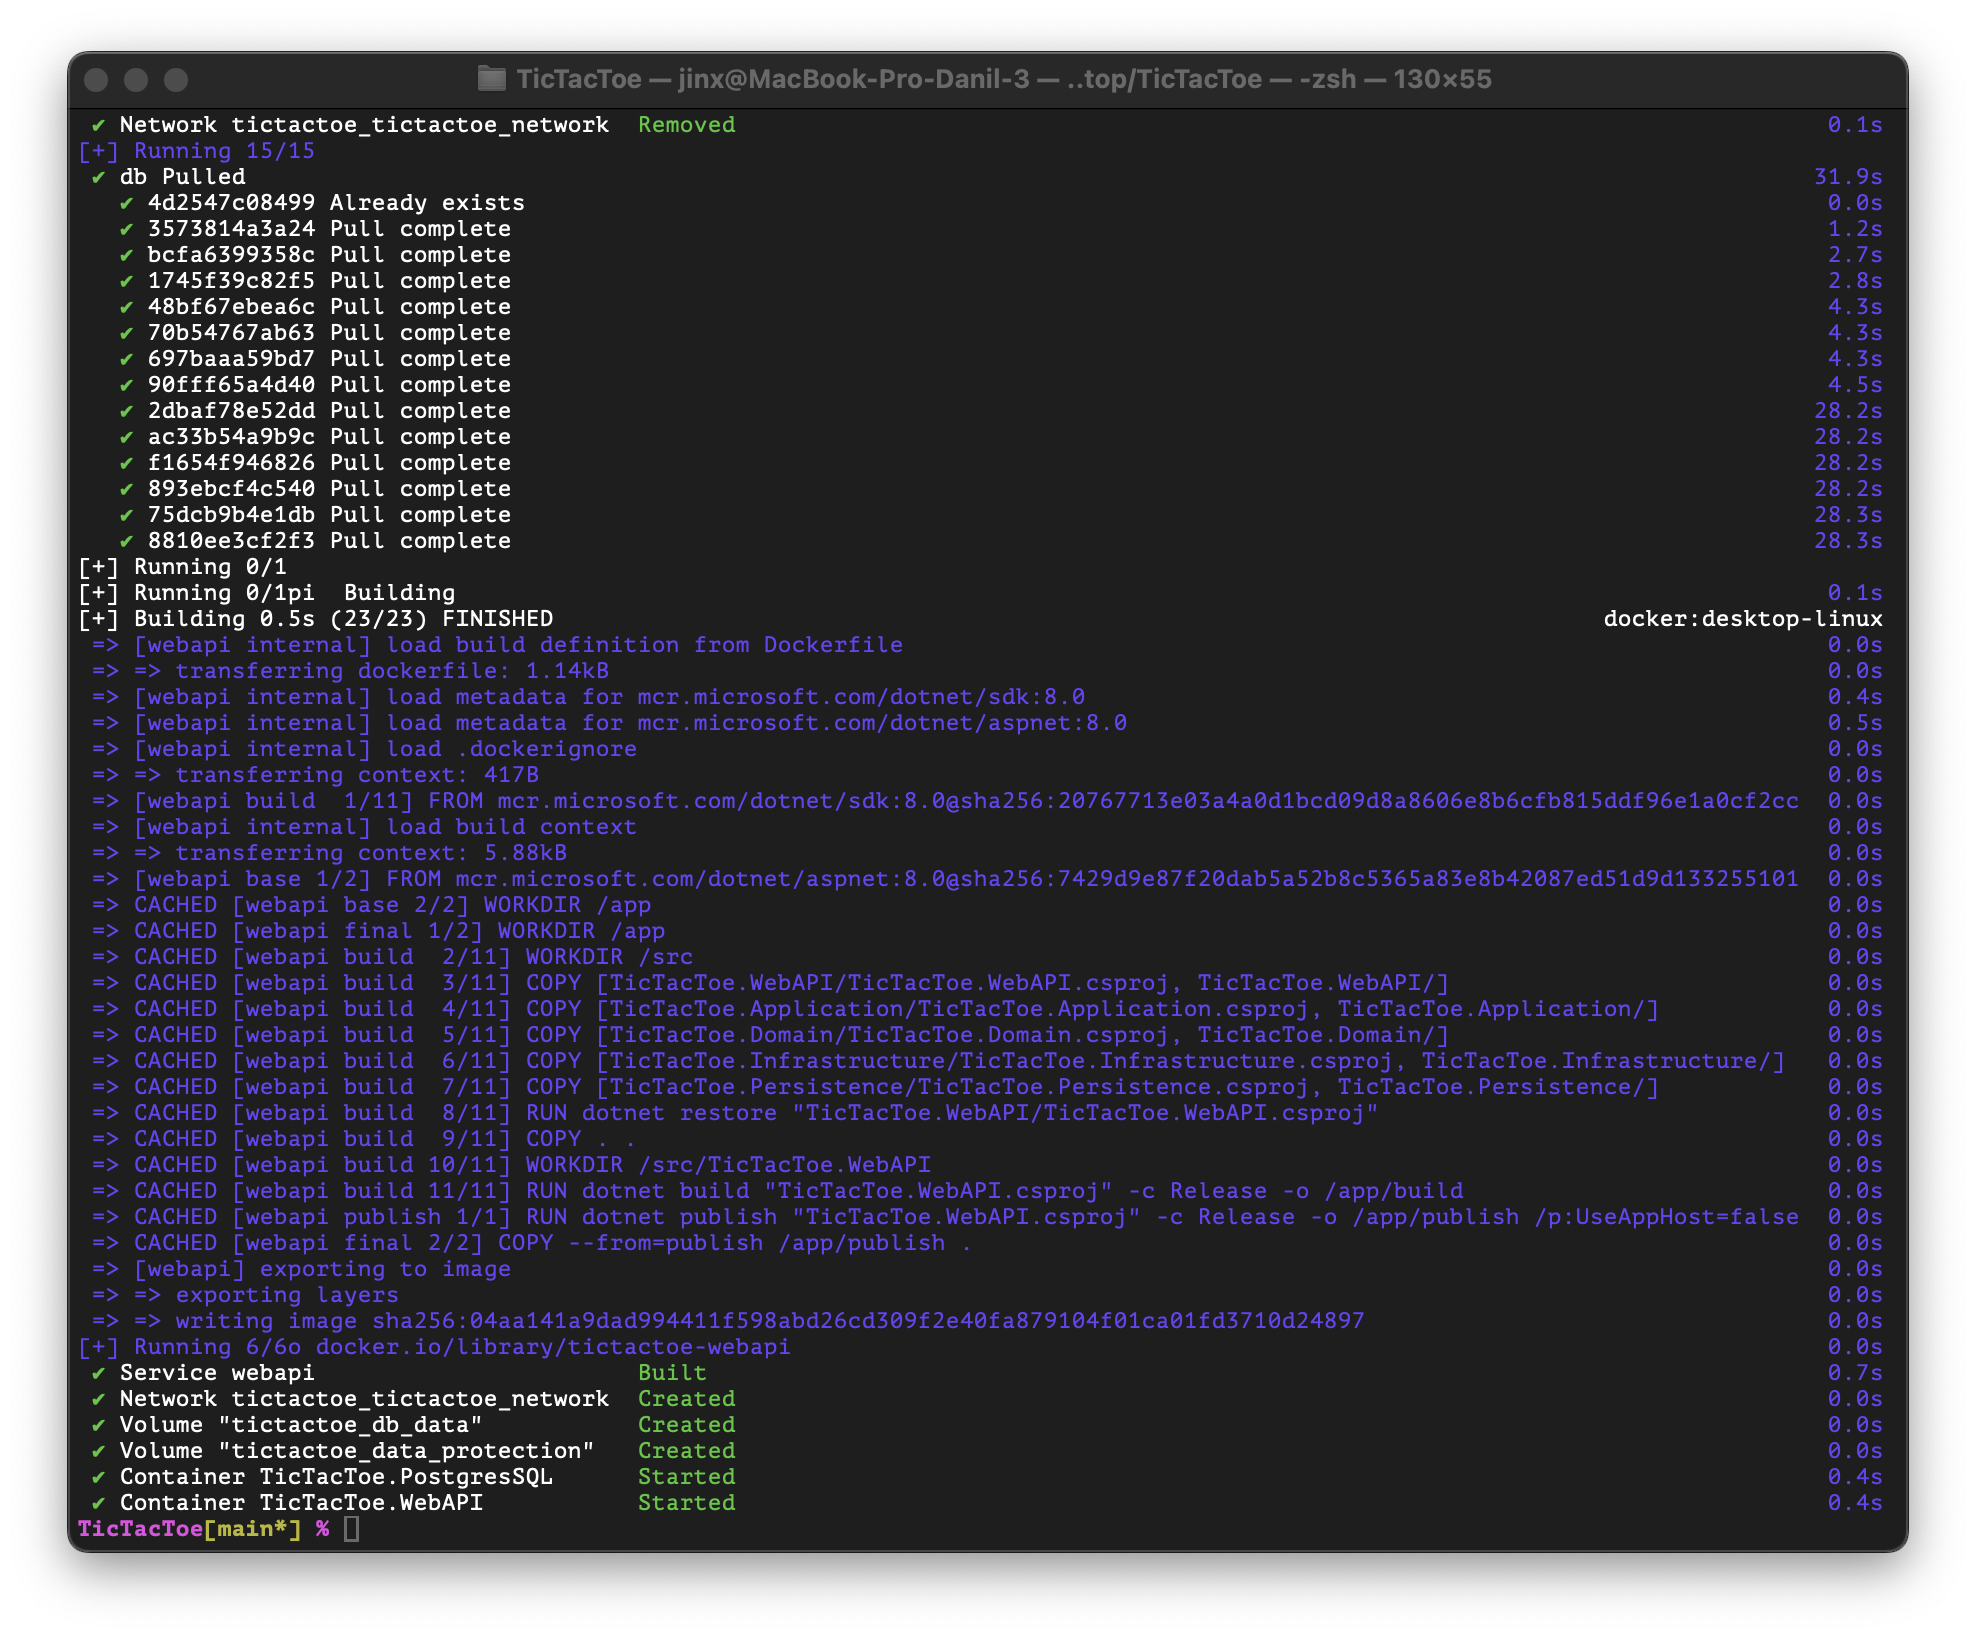 TicTacToe — jinx@MacBook-Pro-Danil-3 — ..top/TicTacToe — -zsh — 130×55
✔ Network tictactoe_tictactoe_network Removed 0.1s
[+] Running 15/15
✔ db Pulled 31.9s
✔ 4d2547c08499 Already exists 0.0s
✔ 3573814a3a24 Pull complete 1.2s
✔ bcfa6399358c Pull complete 2.7s
✔ 1745f39c82f5 Pull complete 2.8s
✔ 48bf67ebea6c Pull complete 4.3s
✔ 70b54767ab63 Pull complete 4.3s
✔ 697baaa59bd7 Pull complete 4.3s
✔ 90fff65a4d40 Pull complete 4.5s
✔ 2dbaf78e52dd Pull complete 28.2s
✔ ac33b54a9b9c Pull complete 28.2s
✔ f1654f946826 Pull complete 28.2s
✔ 893ebcf4c540 Pull complete 28.2s
✔ 75dcb9b4e1db Pull complete 28.3s
✔ 8810ee3cf2f3 Pull complete 28.3s
[+] Running 0/1
[+] Running 0/1pi Building 0.1s
[+] Building 0.5s (23/23) FINISHED docker:desktop-linux
=> [webapi internal] load build definition from Dockerfile 0.0s
=> => transferring dockerfile: 1.14kB 0.0s
=> [webapi internal] load metadata for mcr.microsoft.com/dotnet/sdk:8.0 0.4s
=> [webapi internal] load metadata for mcr.microsoft.com/dotnet/aspnet:8.0 0.5s
=> [webapi internal] load .dockerignore 0.0s
=> => transferring context: 417B 0.0s
=> [webapi build 1/11] FROM mcr.microsoft.com/dotnet/sdk:8.0@sha256:20767713e03a4a0d1bcd09d8a8606e8b6cfb815ddf96e1a0cf2cc 0.0s
=> [webapi internal] load build context 0.0s
=> => transferring context: 5.88kB 0.0s
=> [webapi base 1/2] FROM mcr.microsoft.com/dotnet/aspnet:8.0@sha256:7429d9e87f20dab5a52b8c5365a83e8b42087ed51d9d133255101 0.0s
=> CACHED [webapi base 2/2] WORKDIR /app 0.0s
=> CACHED [webapi final 1/2] WORKDIR /app 0.0s
=> CACHED [webapi build 2/11] WORKDIR /src 0.0s
=> CACHED [webapi build 3/11] COPY [TicTacToe.WebAPI/TicTacToe.WebAPI.csproj, TicTacToe.WebAPI/] 0.0s
=> CACHED [webapi build 4/11] COPY [TicTacToe.Application/TicTacToe.Application.csproj, TicTacToe.Application/] 0.0s
=> CACHED [webapi build 5/11] COPY [TicTacToe.Domain/TicTacToe.Domain.csproj, TicTacToe.Domain/] 0.0s
=> CACHED [webapi build 6/11] COPY [TicTacToe.Infrastructure/TicTacToe.Infrastructure.csproj, TicTacToe.Infrastructure/] 0.0s
=> CACHED [webapi build 7/11] COPY [TicTacToe.Persistence/TicTacToe.Persistence.csproj, TicTacToe.Persistence/] 0.0s
=> CACHED [webapi build 8/11] RUN dotnet restore "TicTacToe.WebAPI/TicTacToe.WebAPI.csproj" 0.0s
=> CACHED [webapi build 9/11] COPY . . 0.0s
=> CACHED [webapi build 10/11] WORKDIR /src/TicTacToe.WebAPI 0.0s
=> CACHED [webapi build 11/11] RUN dotnet build "TicTacToe.WebAPI.csproj" -c Release -o /app/build 0.0s
=> CACHED [webapi publish 1/1] RUN dotnet publish "TicTacToe.WebAPI.csproj" -c Release -o /app/publish /p:UseAppHost=false 0.0s
=> CACHED [webapi final 2/2] COPY --from=publish /app/publish . 0.0s
=> [webapi] exporting to image 0.0s
=> => exporting layers 0.0s
=> => writing image sha256:04aa141a9dad994411f598abd26cd309f2e40fa879104f01ca01fd3710d24897 0.0s
[+] Running 6/6o docker.io/library/tictactoe-webapi 0.0s
✔ Service webapi Built 0.7s
✔ Network tictactoe_tictactoe_network Created 0.0s
✔ Volume "tictactoe_db_data" Created 0.0s
✔ Volume "tictactoe_data_protection" Created 0.0s
✔ Container TicTacToe.PostgresSQL Started 0.4s
✔ Container TicTacToe.WebAPI Started 0.4s
TicTacToe[main*] %